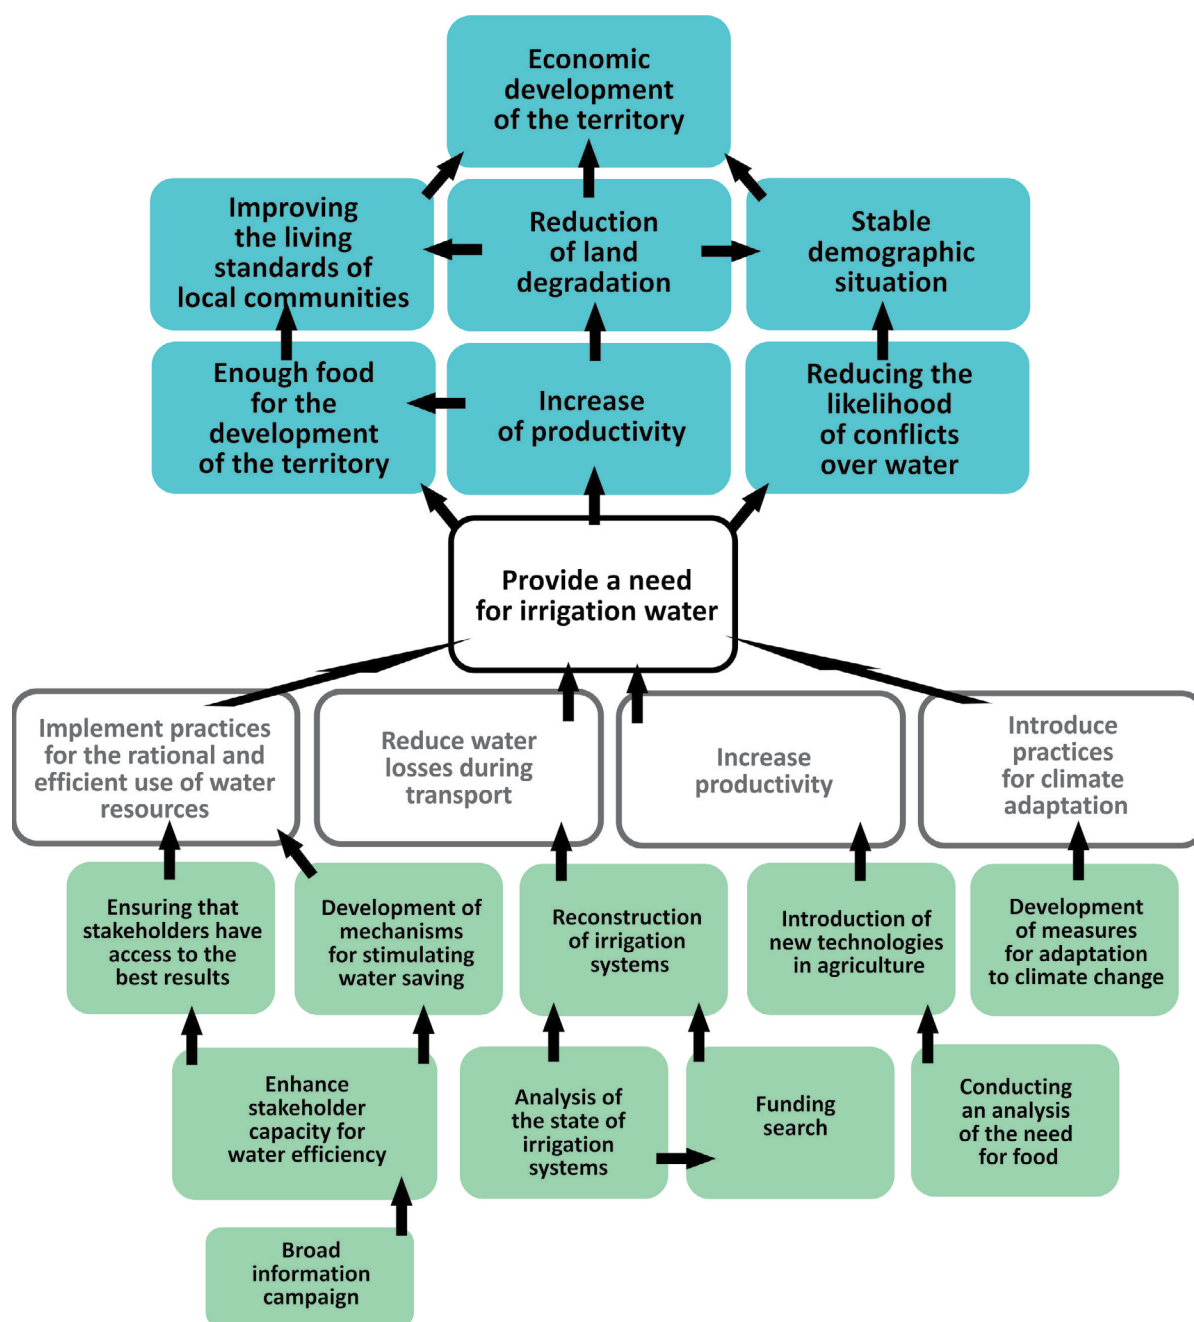 Economic
development
of the territory
Improving
the living
standards of
local communities
Reduction
of land
degradation
Stable
demographic
situation
Enough food
for the
development
of the territory
Increase
of productivity
Reducing the
likelihood
of conflicts
over water
Provide a need
for irrigation water
Implement practices
for the rational and
efficient use of water
resources
Reduce water
losses during
transport
Increase
productivity
Introduce
practices
for climate
adaptation
Ensuring that
stakeholders have
access to the
best results
Development of
mechanisms
for stimulating
water saving
Reconstruction
of irrigation
systems
Introduction of
new technologies
in agriculture
Development
of measures
for adaptation
to climate change
Enhance
stakeholder
capacity for
water efficiency
Analysis of
the state of
irrigation
systems
Funding
search
Conducting
an analysis
of the need
for food
Broad
information
campaign